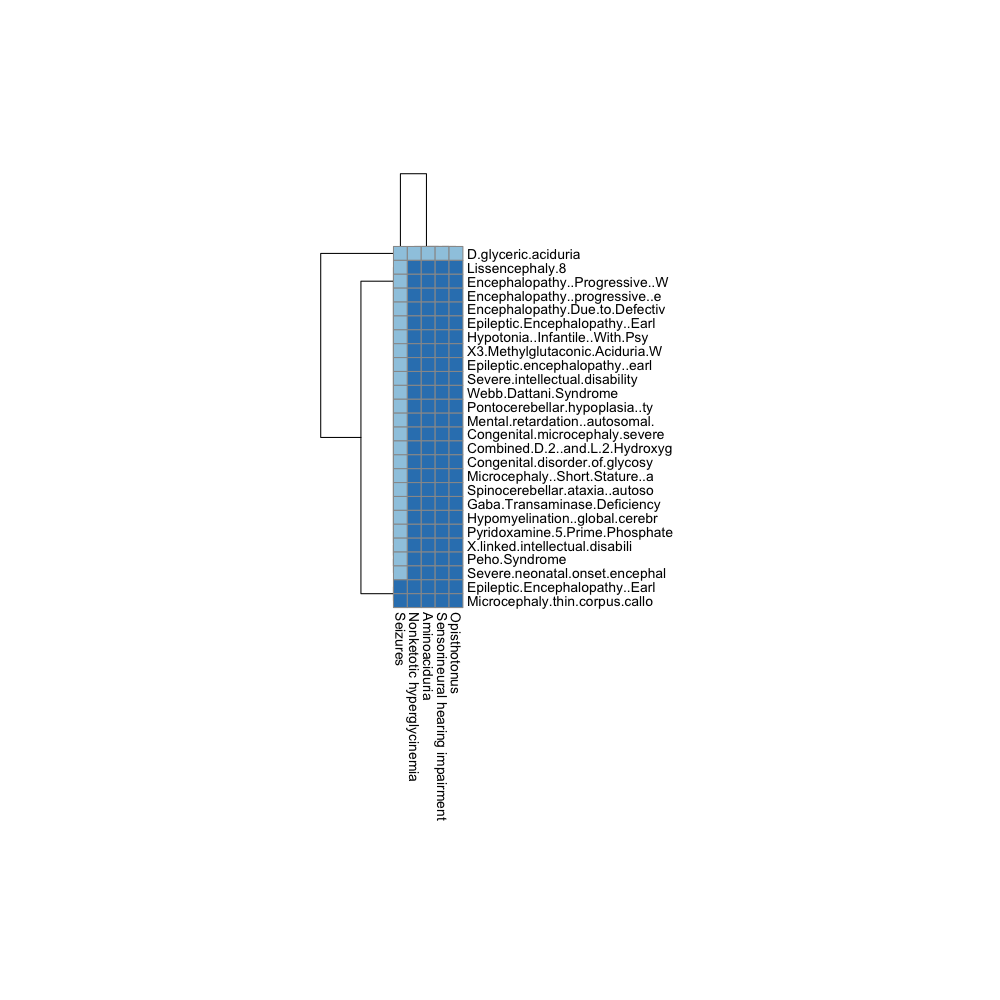 D.glyceric.aciduria
Lissencephaly.8
Encephalopathy..Progressive..W
Encephalopathy..progressive..e
Encephalopathy.Due.to.Defectiv
Epileptic.Encephalopathy..Earl
Hypotonia..Infantile..With.Psy
X3.Methylglutaconic.Aciduria.W
Epileptic.encephalopathy..earl
Severe.intellectual.disability
Webb.Dattani.Syndrome
Pontocerebellar.hypoplasia..ty
Mental.retardation..autosomal.
Congenital.microcephaly.severe
Combined.D.2..and.L.2.Hydroxyg
Congenital.disorder.of.glycosy
Microcephaly..Short.Stature..a
Spinocerebellar.ataxia..autoso
Gaba.Transaminase.Deficiency
Hypomyelination..global.cerebr
Pyridoxamine.5.Prime.Phosphate
X.linked.intellectual.disabili
Peho.Syndrome
Severe.neonatal.onset.encephal
Epileptic.Encephalopathy..Earl
Microcephaly.thin.corpus.callo
Seizures
Nonketotic hyperglycinemia
Aminoaciduria
Sensorineural hearing impairment
Opisthotonus